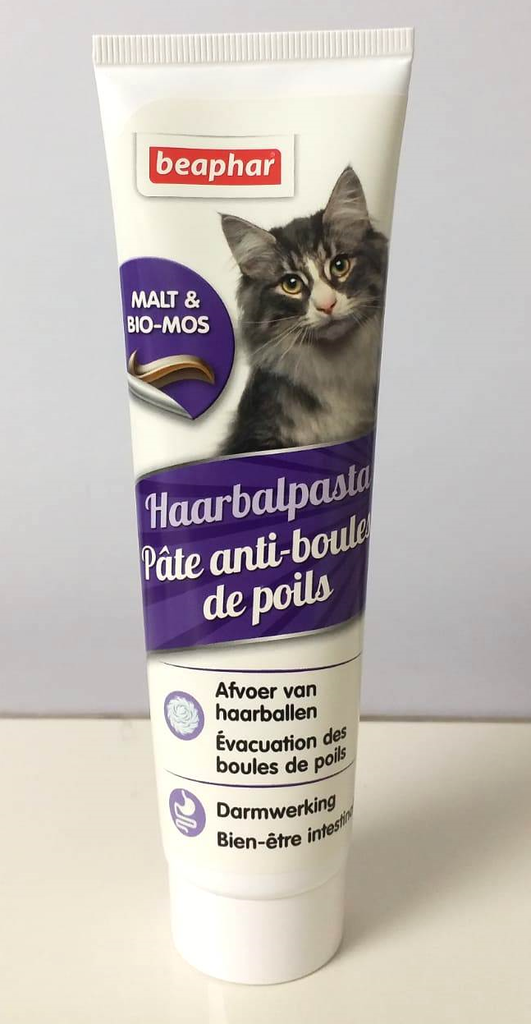 beaphar
MALT &
BIO-MOS
Haarbalpasta
Pâte anti-boules
de poils
Afvoer van
haarballen
Évacuation des
boules de poils
Darmwerking
Bien-être